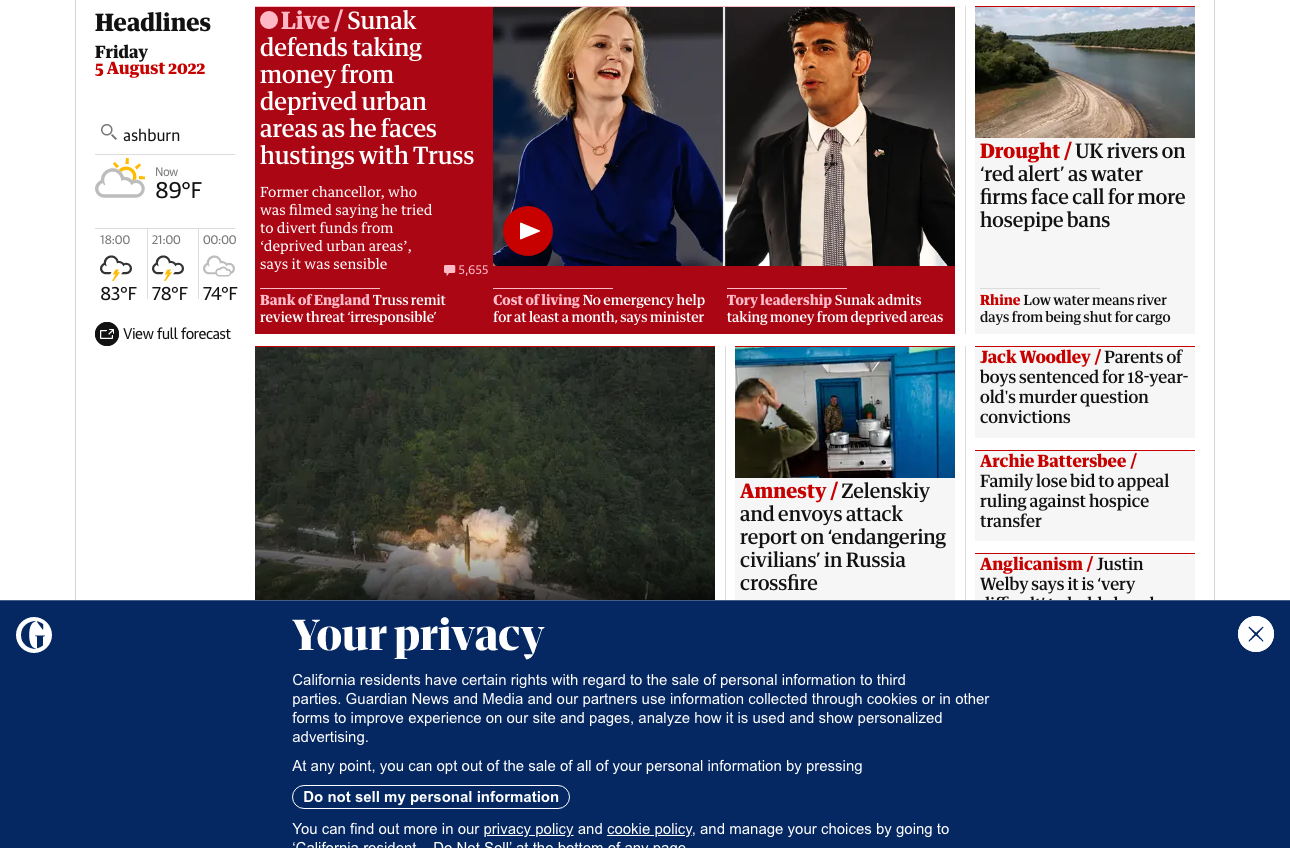 Headlines
Friday
5 August 2022
ashburn
Now
89°F
18:00
21:00
00:00
83°F
78°F
74°F
View full forecast
Live / Sunak
defends taking
money from
deprived urban
areas as he faces
hustings with Truss
Former chancellor, who
was filmed saying he tried
to divert funds from
‘deprived urban areas’,
says it was sensible
5,655
Bank of England Truss remit
review threat ‘irresponsible’
Cost of living No emergency help
for at least a month, says minister
Tory leadership Sunak admits
taking money from deprived areas
Drought / UK rivers on
‘red alert’ as water
firms face call for more
hosepipe bans
Rhine Low water means river
days from being shut for cargo
Amnesty / Zelenskiy
and envoys attack
report on ‘endangering
civilians’ in Russia
crossfire
Jack Woodley / Parents of
boys sentenced for 18-year-
old's murder question
convictions
Archie Battersbee /
Family lose bid to appeal
ruling against hospice
transfer
Anglicanism / Justin
Welby says it is ‘very
Your privacy
California residents have certain rights with regard to the sale of personal information to third
parties. Guardian News and Media and our partners use information collected through cookies or in other
forms to improve experience on our site and pages, analyze how it is used and show personalized
advertising.
At any point, you can opt out of the sale of all of your personal information by pressing
Do not sell my personal information
You can find out more in our privacy policy and cookie policy, and manage your choices by going to
‘California resident – Do Not Sell’ at the bottom of any page